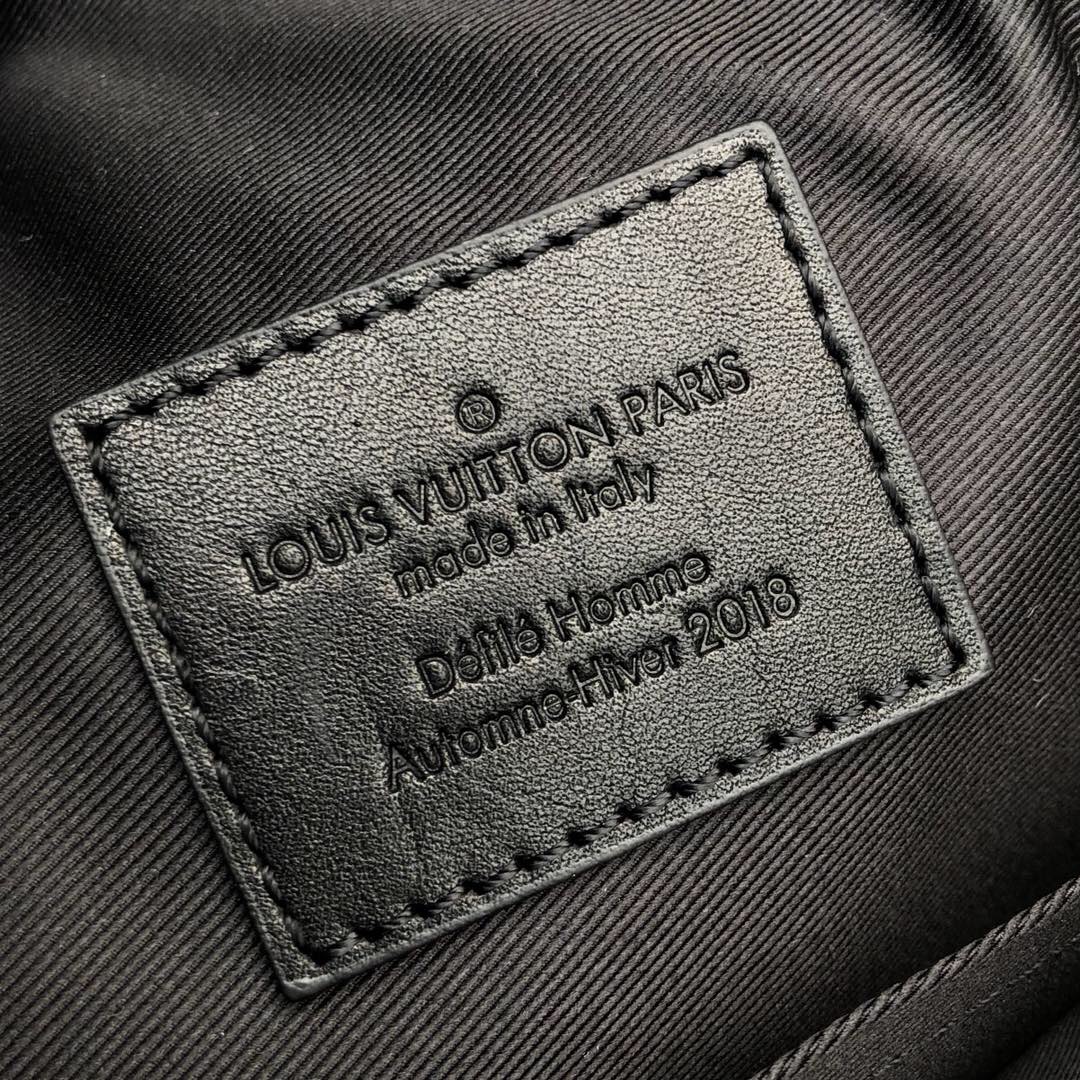 ®
LOUIS VUITTON PARIS
made in Italy
Défilé Homme
Automne-Hiver 2018